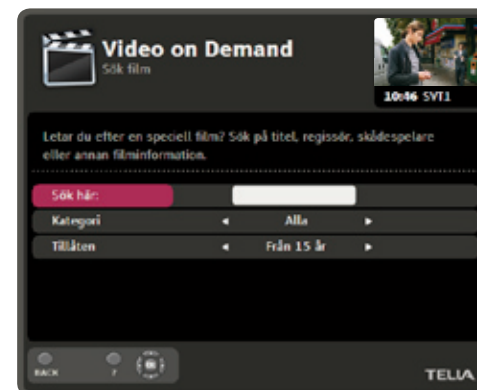 Video on Demand
Sök film
10:46 SVT1
Letar du efter en speciell film? Sök på titel, regissör, skådespelare
eller annan filminformation.
Sök här:
Kategori Alla
Tillåten Från 15 år
BACK ?
TELIA